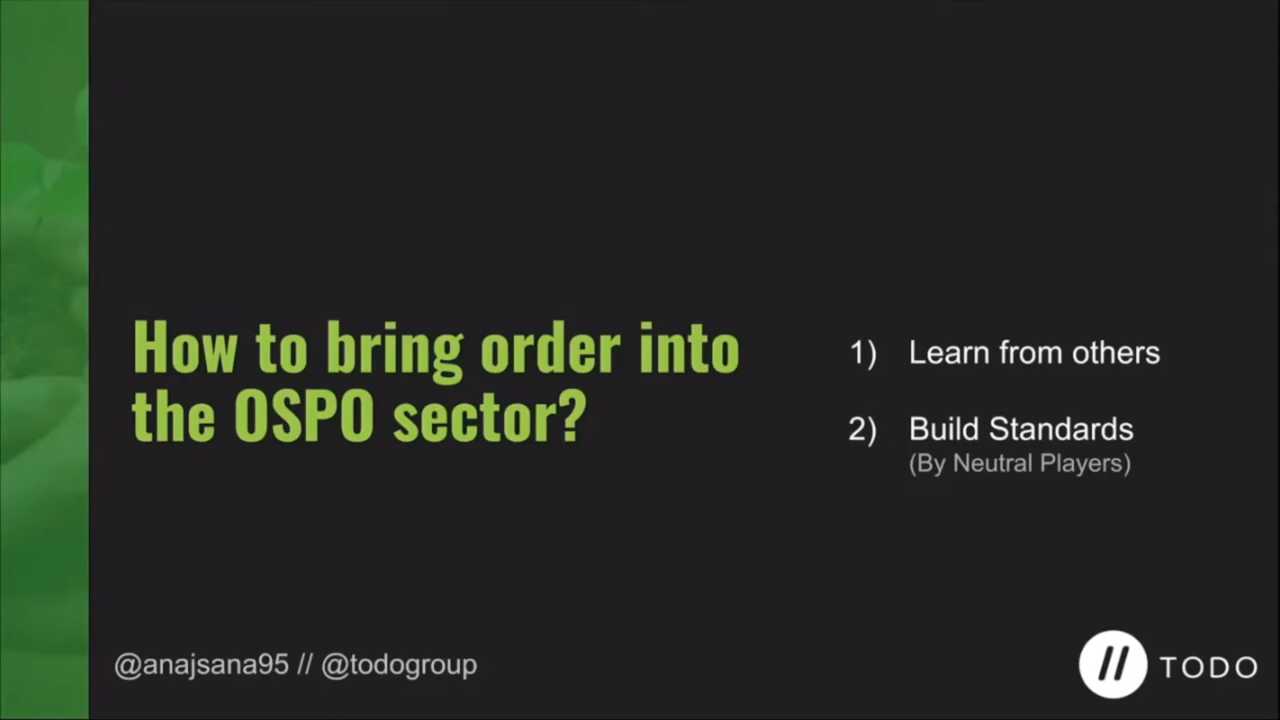 How to bring order into
the OSPO sector?
1) Learn from others
2) Build Standards
(By Neutral Players)
@anajsana95 // @todogroup
// TODO